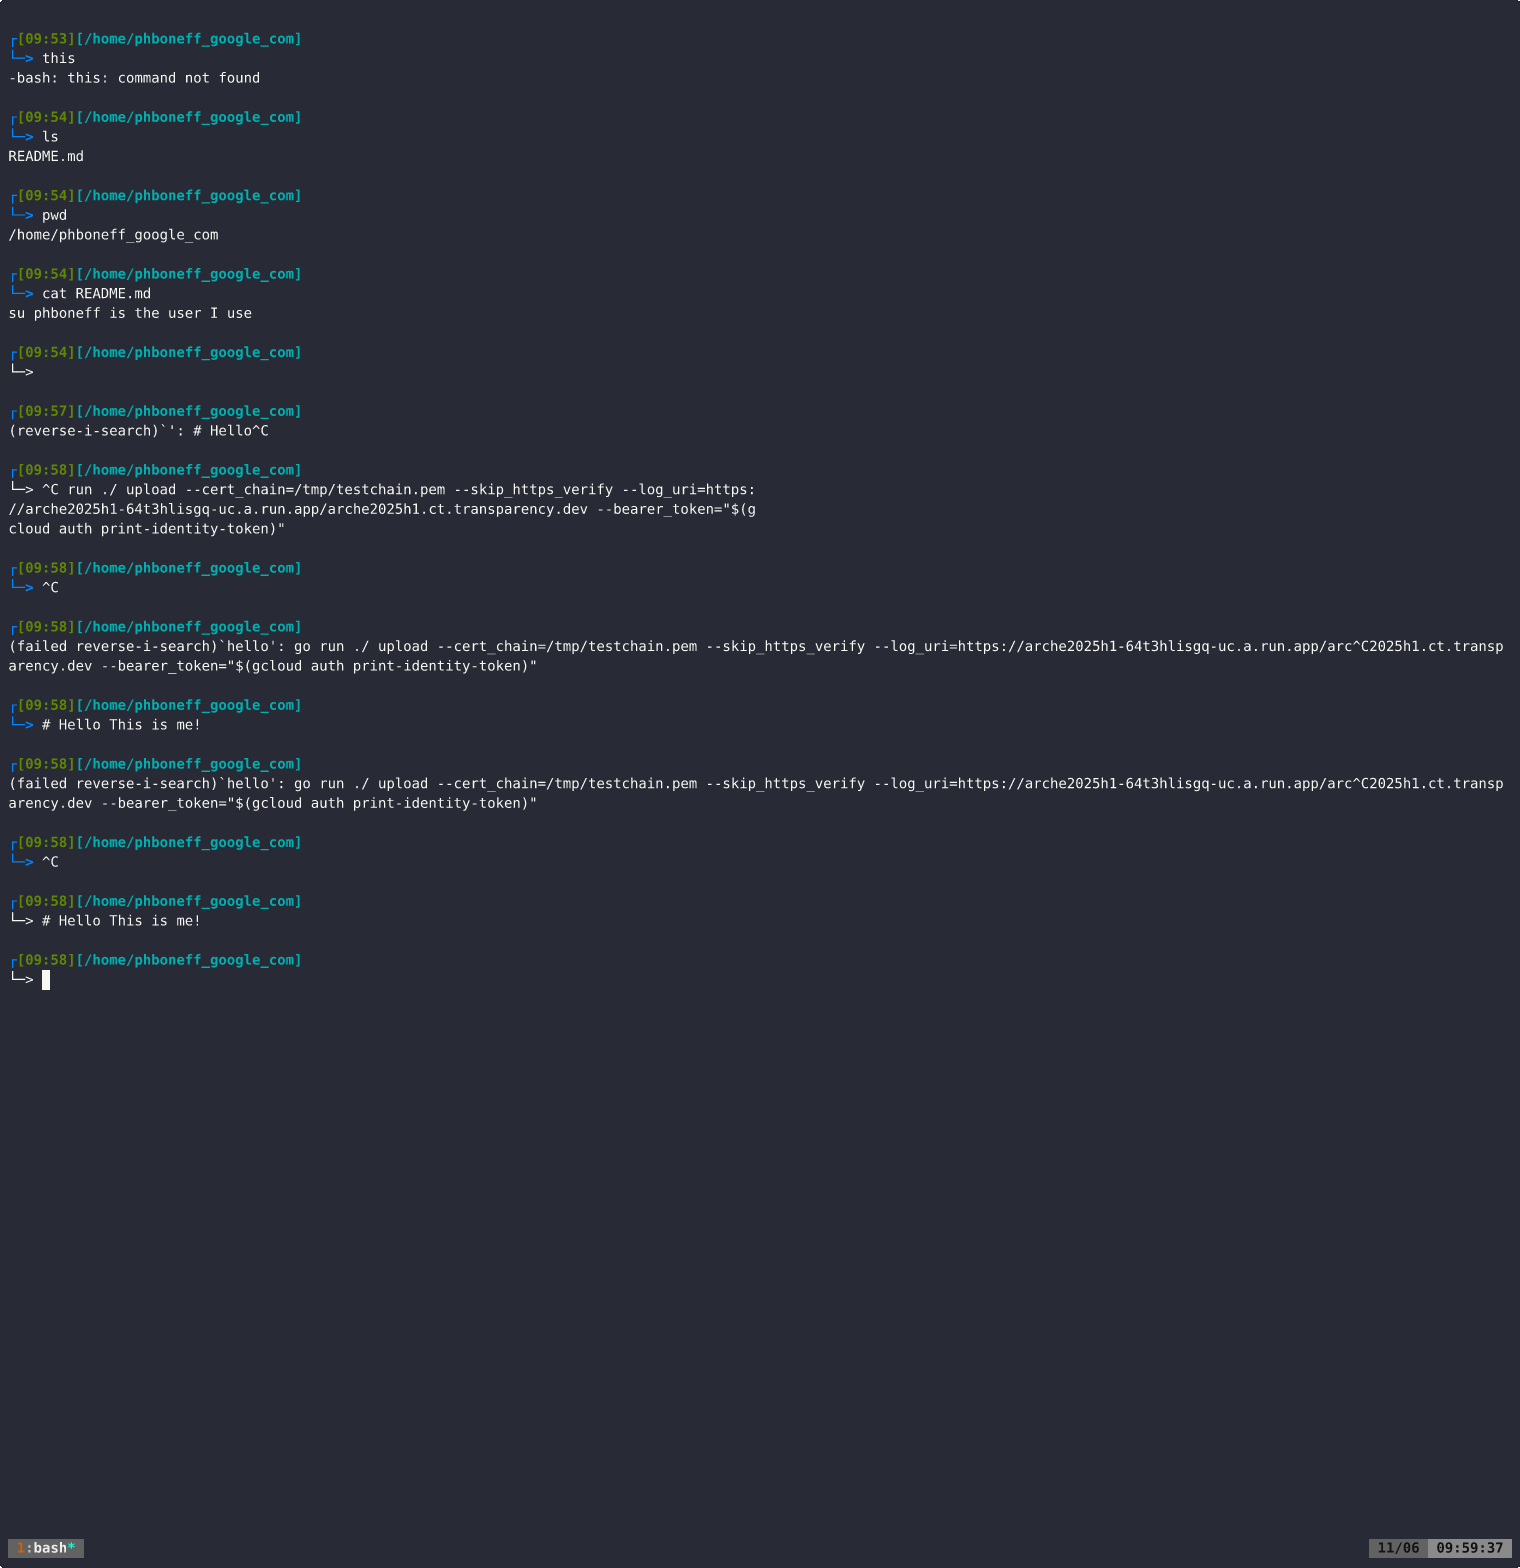 ┌[09:53][/home/phboneff_google_com]
└─> this
-bash: this: command not found

┌[09:54][/home/phboneff_google_com]
└─> ls
README.md

┌[09:54][/home/phboneff_google_com]
└─> pwd
/home/phboneff_google_com

┌[09:54][/home/phboneff_google_com]
└─> cat README.md
su phboneff is the user I use

┌[09:54][/home/phboneff_google_com]
└─>

┌[09:57][/home/phboneff_google_com]
(reverse-i-search)`': # Hello^C

┌[09:58][/home/phboneff_google_com]
└─> ^C run ./ upload --cert_chain=/tmp/testchain.pem --skip_https_verify --log_uri=https:
//arche2025h1-64t3hlisgq-uc.a.run.app/arche2025h1.ct.transparency.dev --bearer_token="$(g
cloud auth print-identity-token)"

┌[09:58][/home/phboneff_google_com]
└─> ^C

┌[09:58][/home/phboneff_google_com]
(failed reverse-i-search)`hello': go run ./ upload --cert_chain=/tmp/testchain.pem --skip_https_verify --log_uri=https://arche2025h1-64t3hlisgq-uc.a.run.app/arc^C2025h1.ct.transp
arency.dev --bearer_token="$(gcloud auth print-identity-token)"

┌[09:58][/home/phboneff_google_com]
└─> # Hello This is me!

┌[09:58][/home/phboneff_google_com]
(failed reverse-i-search)`hello': go run ./ upload --cert_chain=/tmp/testchain.pem --skip_https_verify --log_uri=https://arche2025h1-64t3hlisgq-uc.a.run.app/arc^C2025h1.ct.transp
arency.dev --bearer_token="$(gcloud auth print-identity-token)"

┌[09:58][/home/phboneff_google_com]
└─> ^C

┌[09:58][/home/phboneff_google_com]
└─> # Hello This is me!

┌[09:58][/home/phboneff_google_com]
└─>

1:bash* 11/06 09:59:37